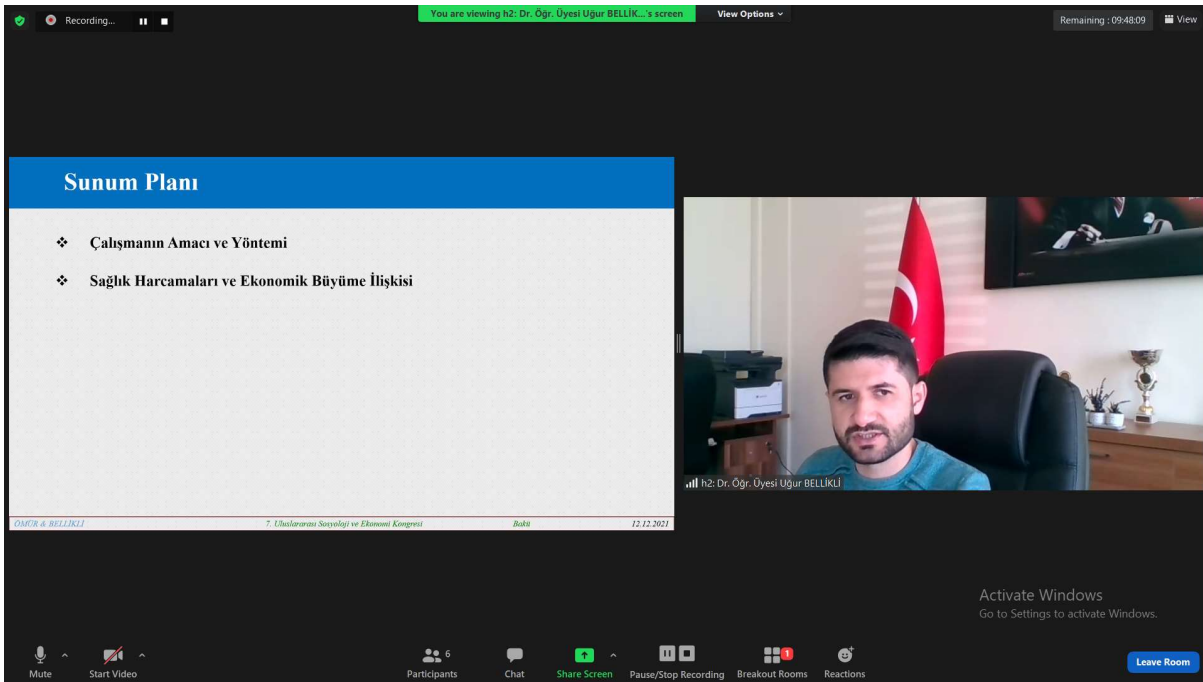 Recording...
You are viewing h2: Dr. Öğr. Üyesi Uğur BELLİK...'s screen
View Options
Remaining : 09:48:09
View
Sunum Planı
❖ Çalışmanın Amacı ve Yöntemi
❖ Sağlık Harcamaları ve Ekonomik Büyüme İlişkisi
ÖMÜR & BELLİKLİ 7. Uluslararası Sosyoloji ve Ekonomi Kongresi Bakü 12.12.2021
h2: Dr. Öğr. Üyesi Uğur BELLİKLİ
Activate Windows
Go to Settings to activate Windows.
Mute
Start Video
6
Participants
Chat
Share Screen
Pause/Stop Recording
1
Breakout Rooms
Reactions
Leave Room